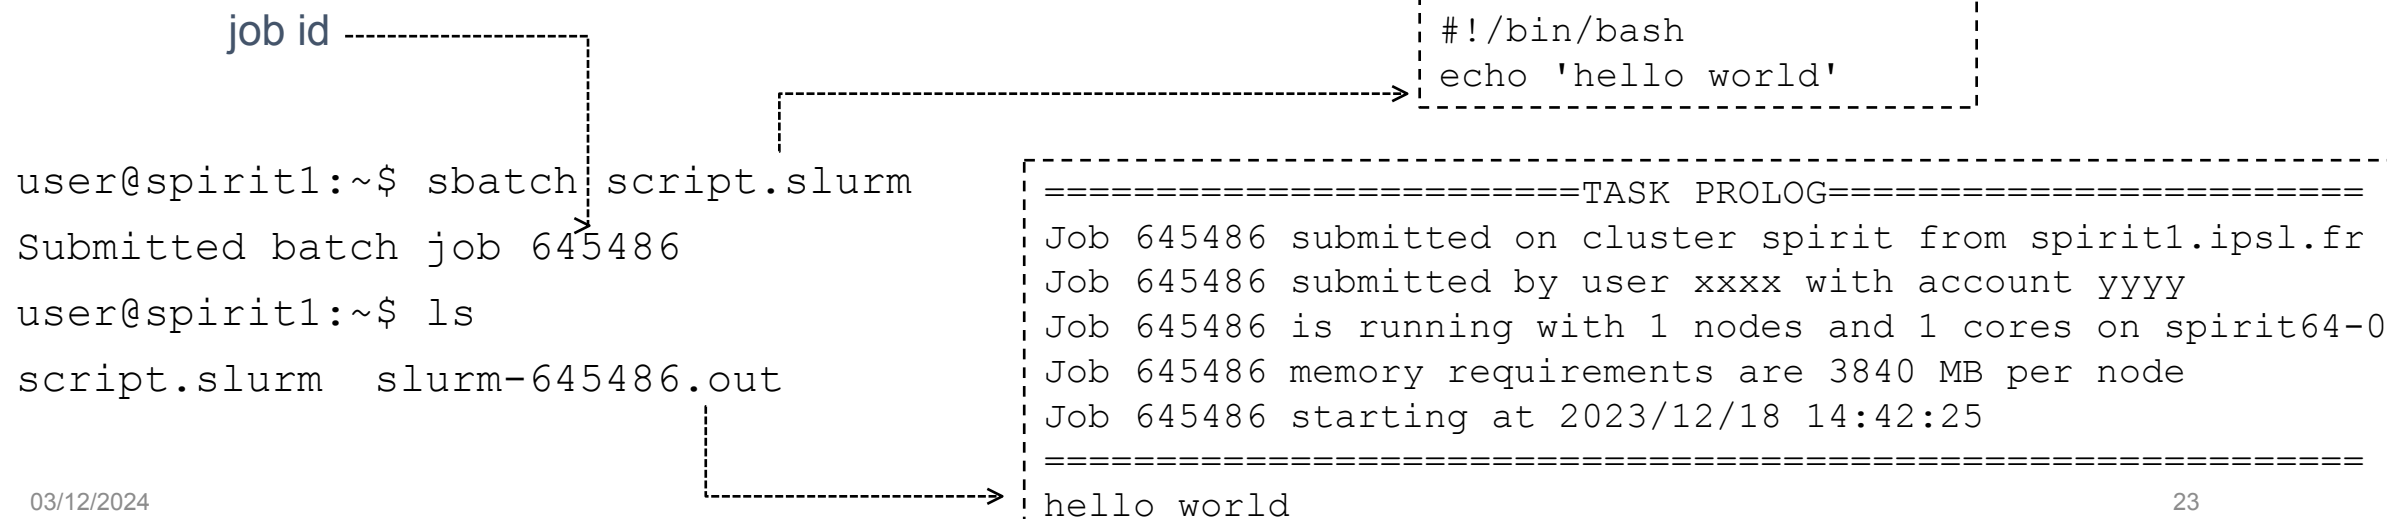 job id
#!/bin/bash
echo 'hello world'
user@spirit1:~$ sbatch script.slurm
Submitted batch job 645486
user@spirit1:~$ ls
script.slurm  slurm-645486.out
========================TASK PROLOG========================
Job 645486 submitted on cluster spirit from spirit1.ipsl.fr
Job 645486 submitted by user xxxx with account yyyy
Job 645486 is running with 1 nodes and 1 cores on spirit64-0
Job 645486 memory requirements are 3840 MB per node
Job 645486 starting at 2023/12/18 14:42:25
===========================================================
hello world
03/12/2024
23